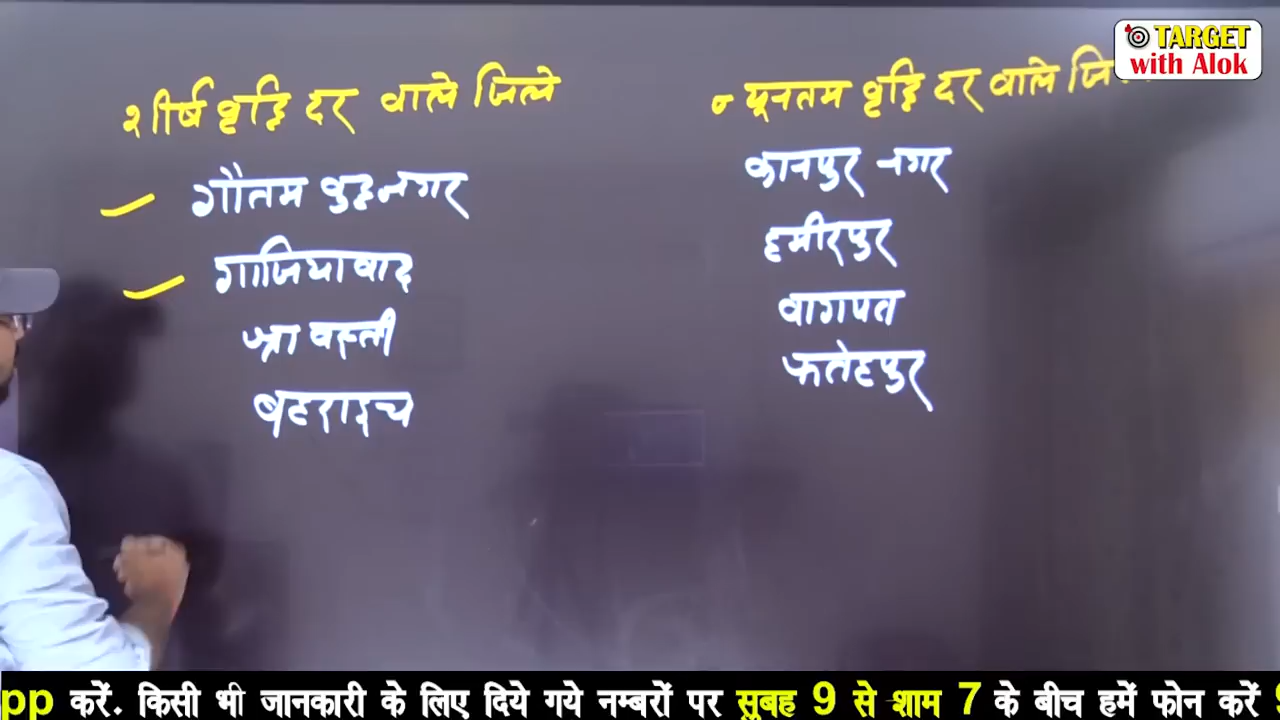 TARGET
with Alok
शीर्ष वृद्धि दर वाले जिले
गौतम बुद्धनगर
गाजियाबाद
श्रावस्ती
बहराइच
न्यूनतम वृद्धि दर वाले
कानपुर नगर
हमीरपुर
बागपत
फतेहपुर
pp करें. किसी भी जानकारी के लिए दिये गये नम्बरों पर सुबह 9 से शाम 7 के बीच हमें फोन करें